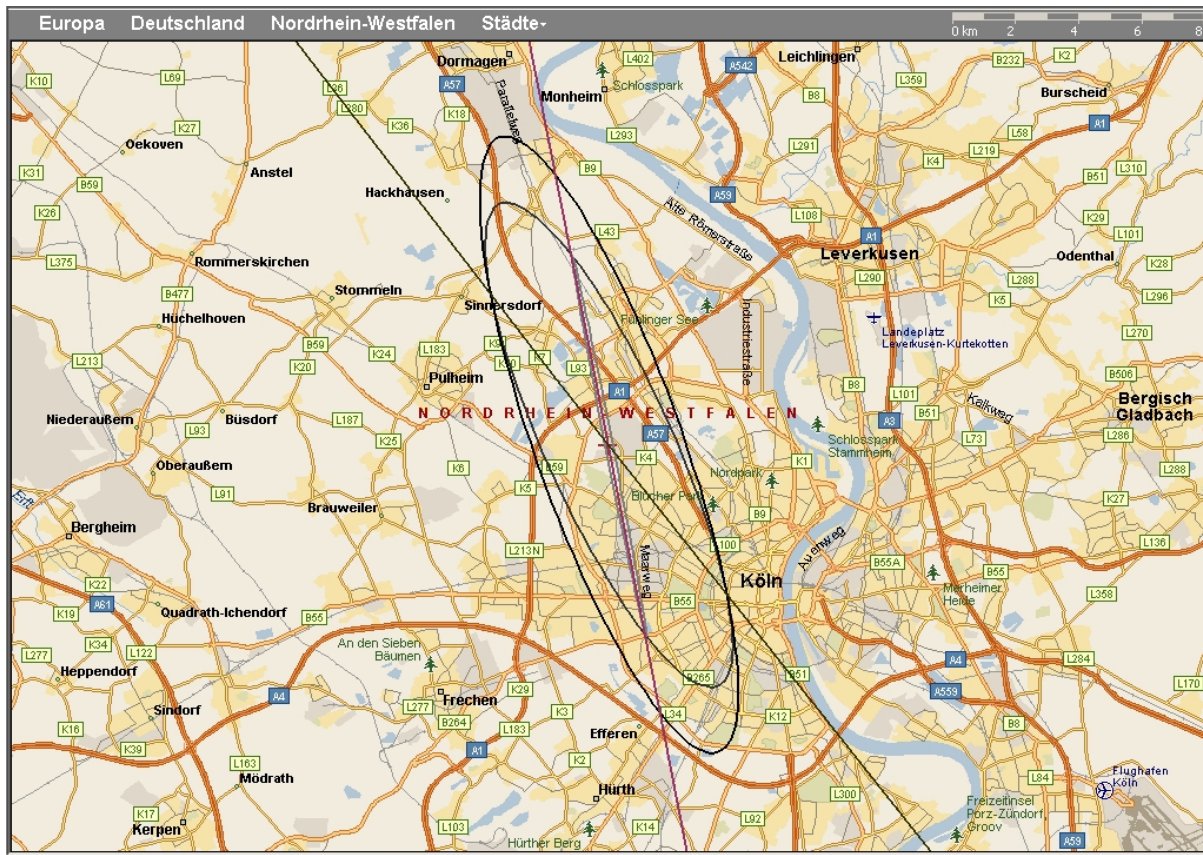 Europa Deutschland Nordrhein-Westfalen Städte
0 km 2 4 6 8
Dormagen L402 A542 Leichlingen B232 K2
K10 L69 L36 A57 Schlosspark L359 Burscheid
L280 K18 Monheim B8 A1
K27 K36 Parallelweg L293 L58
Oekoven L291 L219
K31 Anstel B9 K4 B51 L310
B59 Hackhausen A59
K26 Alte Römerstraße L108 K29
L43 A1 L101
L375 Rommerskirchen Leverkusen Odenthal K28
L290 L288
B477 Stommeln Sinnersdorf K5 L296
Hüchelhoven Fühlinger See Industriestraße Landeplatz
Leverkusen-Kurtekotten
B59 K7 L270
L213 K24 L183 K20 L93
Pulheim A1 B8 L101 B506
NORDRHEIN-WESTFALEN
Niederaußern Büsdorf L187 A3 B51 Kalkweg Bergisch
Gladbach
L93 K25 A57 Schlosspark
Stammheim L73 L286
Oberaußern K6 B59 K4 K1 L288
Nordpark
Erft L91 K5 Blücher Park K27
Brauweiler B9
Bergheim Auenweg L136
L213N L100 B55A B55
K22 Maarweg Köln Merheimer
Heide
A61 K19 Quadrath-Ichendorf B55 B55 L358
K34 An den Sieben
Bäumen
L277 L122 A4 L284
Heppendorf B265 B51
A4 K29 A559 L170
Sindorf L277 Frechen L34 K12
K16 B264 K3 B8
K39 L183 Efferen
L163 A1 K2 L84 Flughafen
Köln
Mödrath Hürth L300
K17 Freizeitinsel
Porz-Zündorf,
Groov
Kerpen L103 Hürther Berg K14 L92 A59